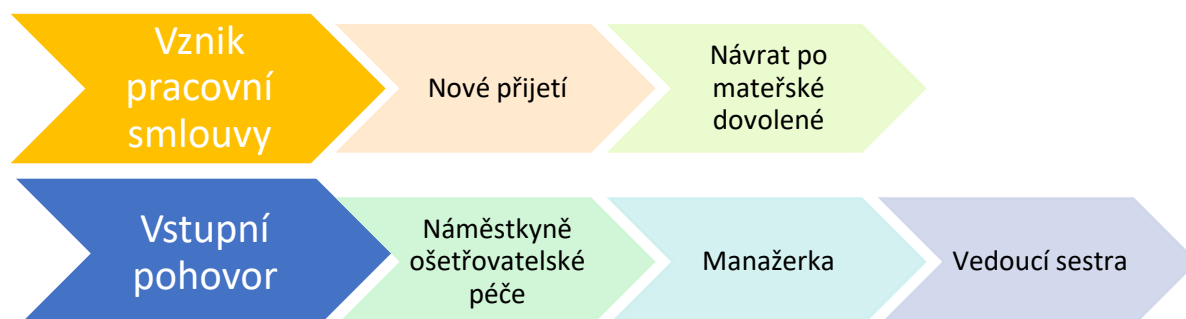 Vznik
pracovní
smlouvy
Nové přijetí
Návrat po
mateřské
dovolené
Vstupní
pohovor
Náměstkyně
ošetřovatelské
péče
Manažerka
Vedoucí sestra